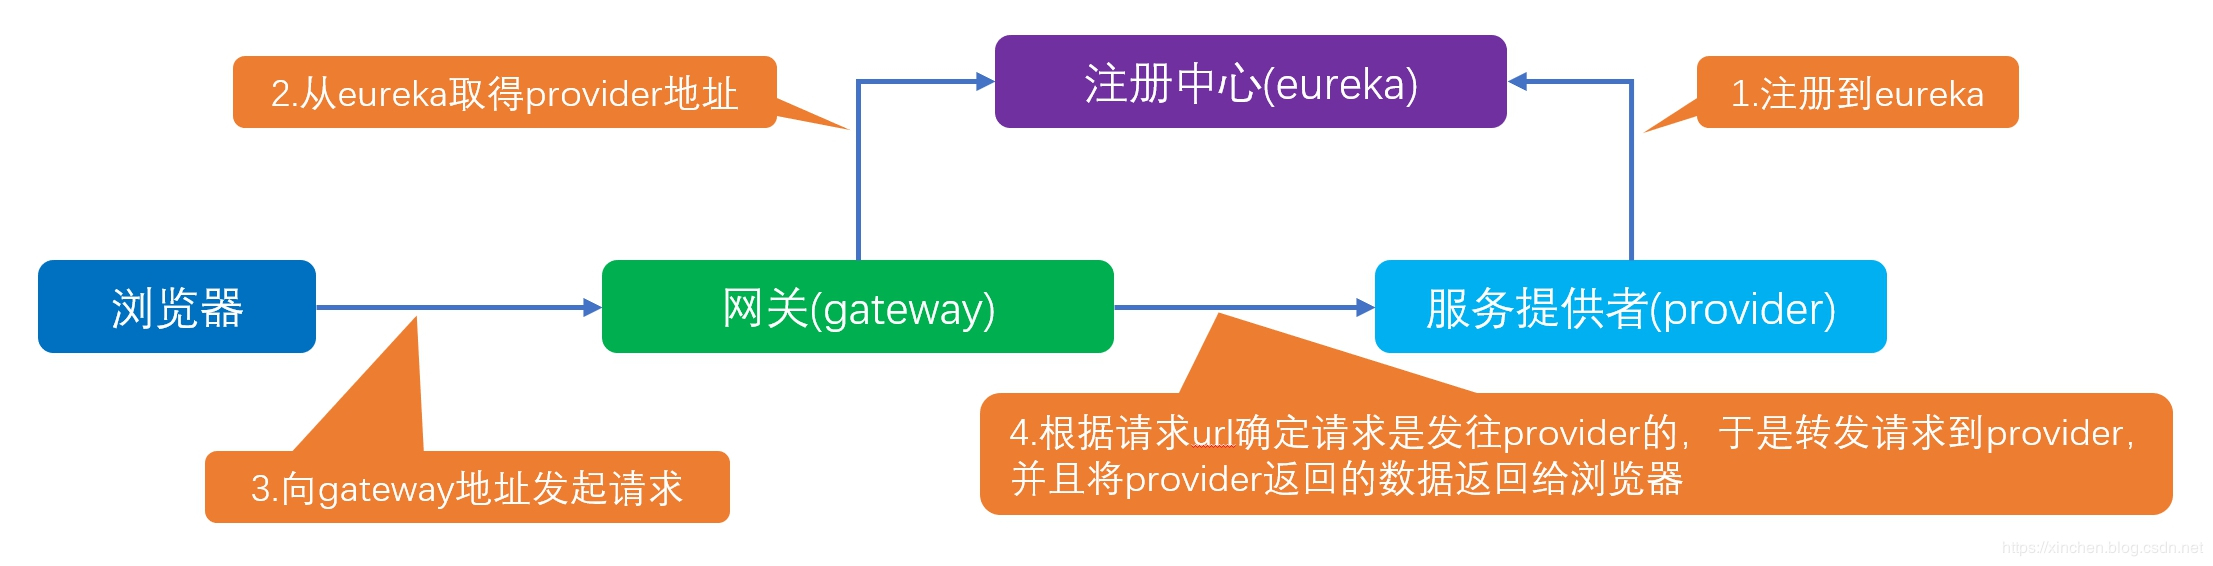 注册中心(eureka)
2.从eureka取得provider地址
1.注册到eureka
浏览器
网关(gateway)
服务提供者(provider)
3.向gateway地址发起请求
4.根据请求url确定请求是发往provider的，于是转发请求到provider，
并且将provider返回的数据返回给浏览器
https://xinchen.blog.csdn.net